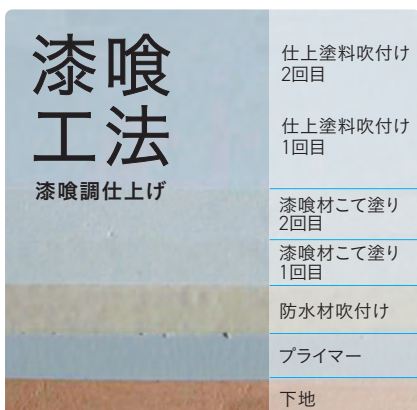 漆喰
工法
漆喰調仕上げ
仕上塗料吹付け
2回目
仕上塗料吹付け
1回目
漆喰材こて塗り
2回目
漆喰材こて塗り
1回目
防水材吹付け
プライマー
下地